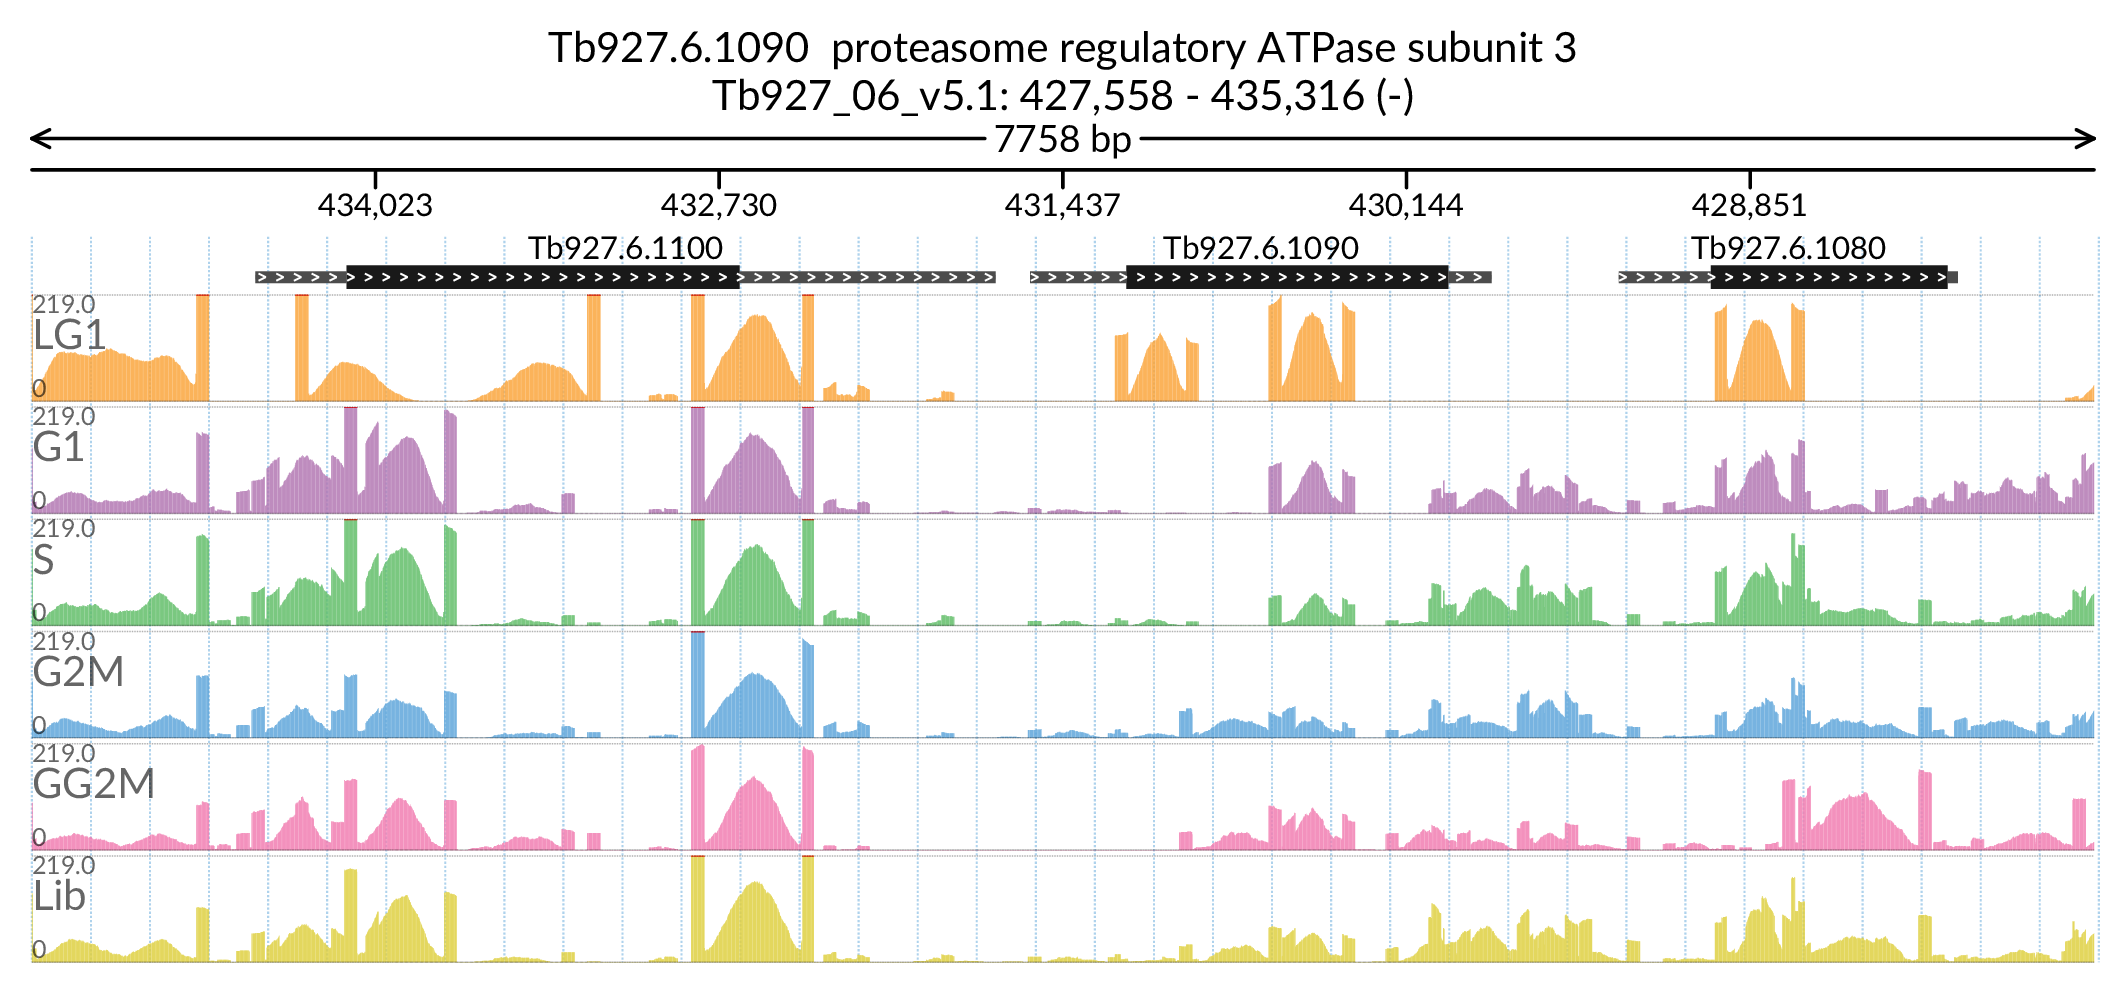 Tb927.6.1090  proteasome regulatory ATPase subunit 3
Tb927_06_v5.1: 427,558 - 435,316 (-)
7758 bp
434,023 432,730 431,437 430,144 428,851
Tb927.6.1100 Tb927.6.1090 Tb927.6.1080
219.0
LG1
0
219.0
G1
0
219.0
S
0
219.0
G2M
0
219.0
GG2M
0
219.0
Lib
0